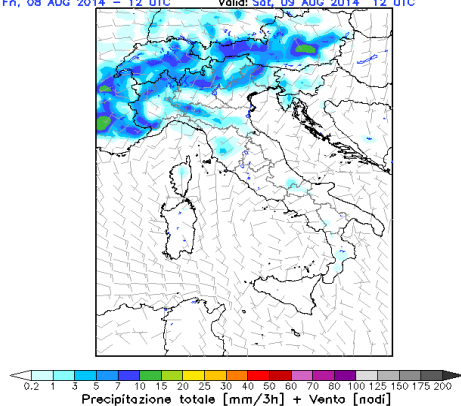 Fri, 08 AUG 2014 – 12 UTC Valid: Sat, 09 AUG 2014 12 UTC
0.2 1 3 5 7 10 15 20 25 30 40 50 60 70 80 100 125 150 175 200
Precipitazione totale [mm/3h] + Vento [nodi]